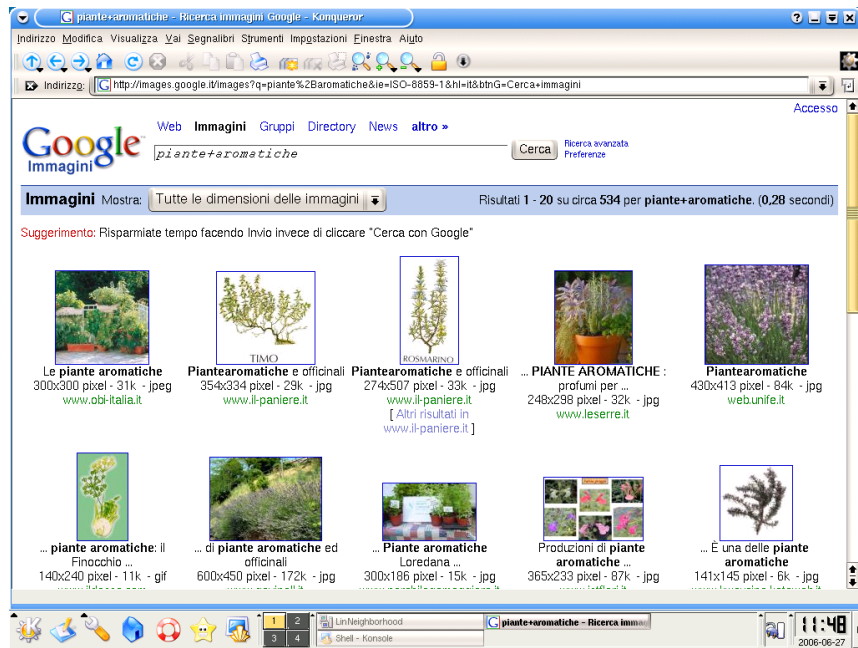 piante+aromatiche - Ricerca immagini Google - Konqueror
Indirizzo Modifica Visualizza Vai Segnalibri Strumenti Impostazioni Finestra Aiuto
Indirizzo: http://images.google.it/images?q=piante%2Baromatiche&ie=ISO-8859-1&hl=it&btnG=Cerca+immagini
Accesso
Google™ Immagini
Web Immagini Gruppi Directory News altro »
piante+aromatiche Cerca
Ricerca avanzata
Preferenze
Immagini Mostra: Tutte le dimensioni delle immagini Risultati 1 - 20 su circa 534 per piante+aromatiche. (0,28 secondi)
Suggerimento: Risparmiate tempo facendo Invio invece di cliccare "Cerca con Google"
Le piante aromatiche
300x300 pixel - 31k - jpeg
www.obi-italia.it
TIMO
Piantearomatiche e officinali
354x334 pixel - 29k - jpg
www.il-paniere.it
ROSMARINO
Piantearomatiche e officinali
274x507 pixel - 33k - jpg
www.il-paniere.it
[ Altri risultati in
www.il-paniere.it ]
... PIANTE AROMATICHE :
profumi per ...
248x298 pixel - 32k - jpg
www.leserre.it
Piantearomatiche
430x413 pixel - 84k - jpg
web.unife.it
... piante aromatiche: il
Finocchio ...
140x240 pixel - 11k - gif
... di piante aromatiche ed
officinali
600x450 pixel - 172k - jpg
... Piante aromatiche
Loredana ...
300x186 pixel - 15k - jpg
Produzioni di piante
aromatiche ...
365x233 pixel - 87k - jpg
... È una delle piante
aromatiche ...
141x145 pixel - 6k - jpg
1 2
3 4
LinNeighborhood
Shell - Konsole
piante+aromatiche - Ricerca imma
11:48
2006-06-27